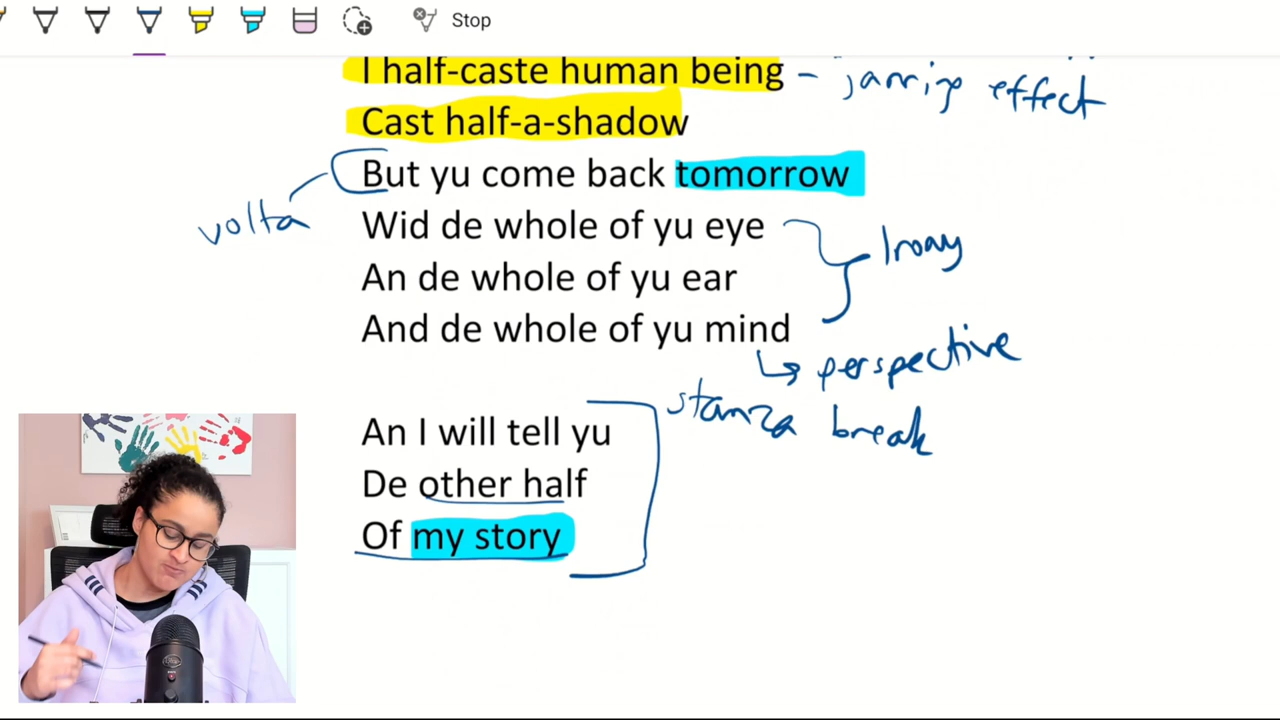 Stop
I half-caste human being - jarring effect
Cast half-a-shadow
But yu come back tomorrow
volta
Wid de whole of yu eye
Irony
An de whole of yu ear
And de whole of yu mind
perspective
stanza break
An I will tell yu
De other half
Of my story